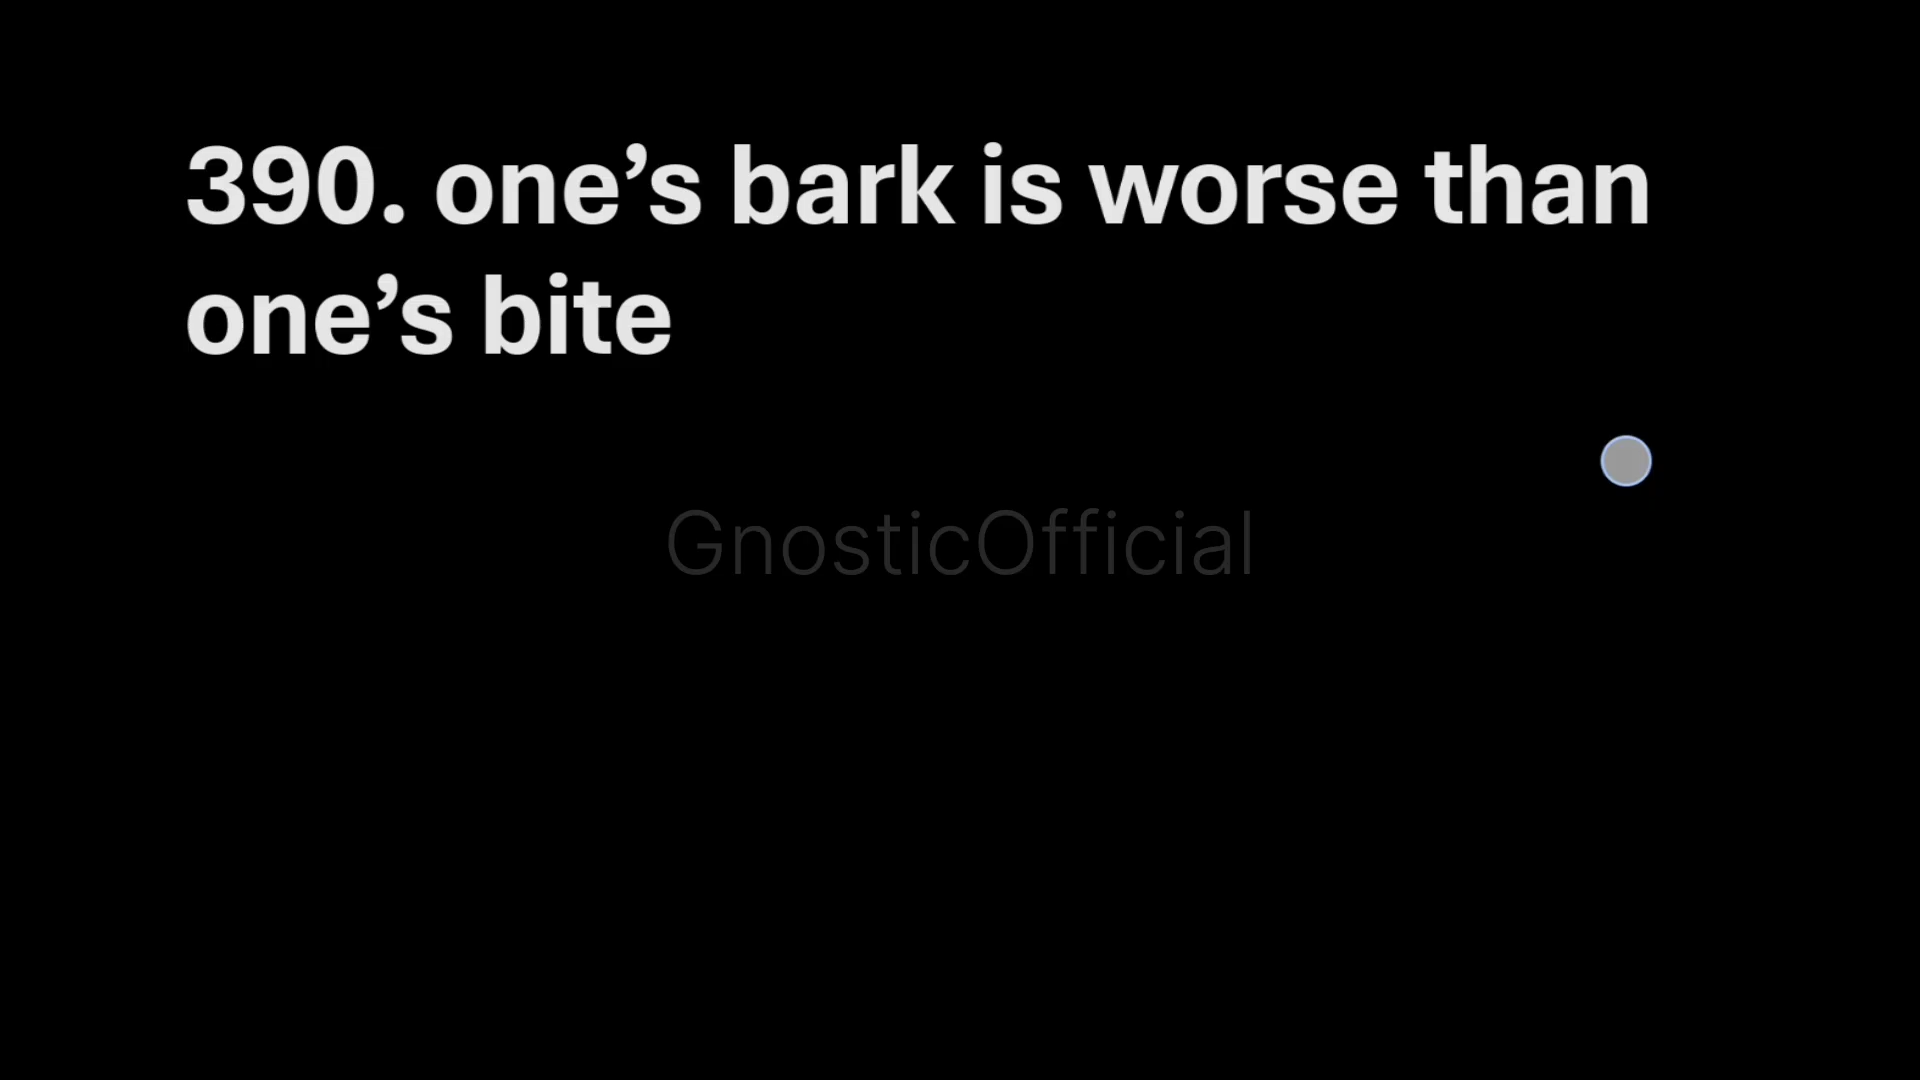 390. one’s bark is worse than
one’s bite
GnosticOfficial